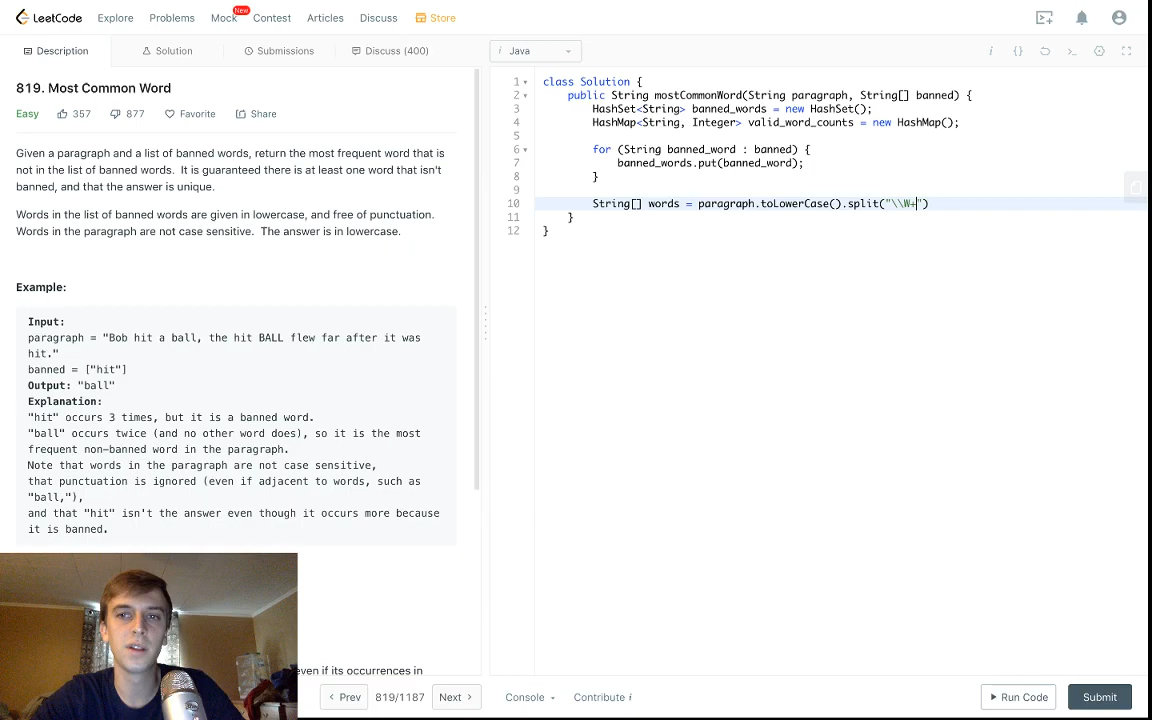 LeetCode Explore Problems Mock New Contest Articles Discuss Store
Description Solution Submissions Discuss (400)
819. Most Common Word
Easy 357 877 Favorite Share
Given a paragraph and a list of banned words, return the most frequent word that is
not in the list of banned words.  It is guaranteed there is at least one word that isn't
banned, and that the answer is unique.
Words in the list of banned words are given in lowercase, and free of punctuation.
Words in the paragraph are not case sensitive.  The answer is in lowercase.
Example:
Input:
paragraph = "Bob hit a ball, the hit BALL flew far after it was
hit."
banned = ["hit"]
Output: "ball"
Explanation:
"hit" occurs 3 times, but it is a banned word.
"ball" occurs twice (and no other word does), so it is the most
frequent non-banned word in the paragraph.
Note that words in the paragraph are not case sensitive,
that punctuation is ignored (even if adjacent to words, such as
"ball,"),
and that "hit" isn't the answer even though it occurs more because
it is banned.
even if its occurrences in
Prev 819/1187 Next
i Java
1 class Solution {
2 public String mostCommonWord(String paragraph, String[] banned) {
3 HashSet<String> banned_words = new HashSet();
4 HashMap<String, Integer> valid_word_counts = new HashMap();
5
6 for (String banned_word : banned) {
7 banned_words.put(banned_word);
8 }
9
10 String[] words = paragraph.toLowerCase().split("\\W+")
11 }
12 }
Console Contribute i Run Code Submit